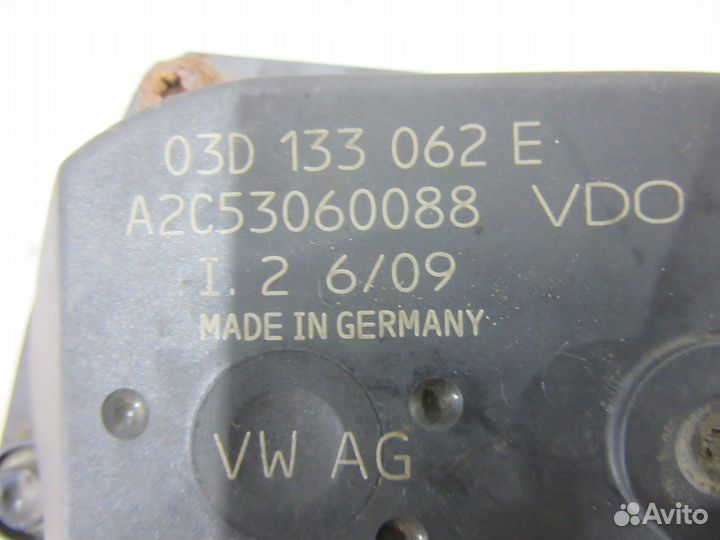 03D 133 062 E
A2C53060088 VDO
I. 2 6/09
MADE IN GERMANY
VW AG
Avito